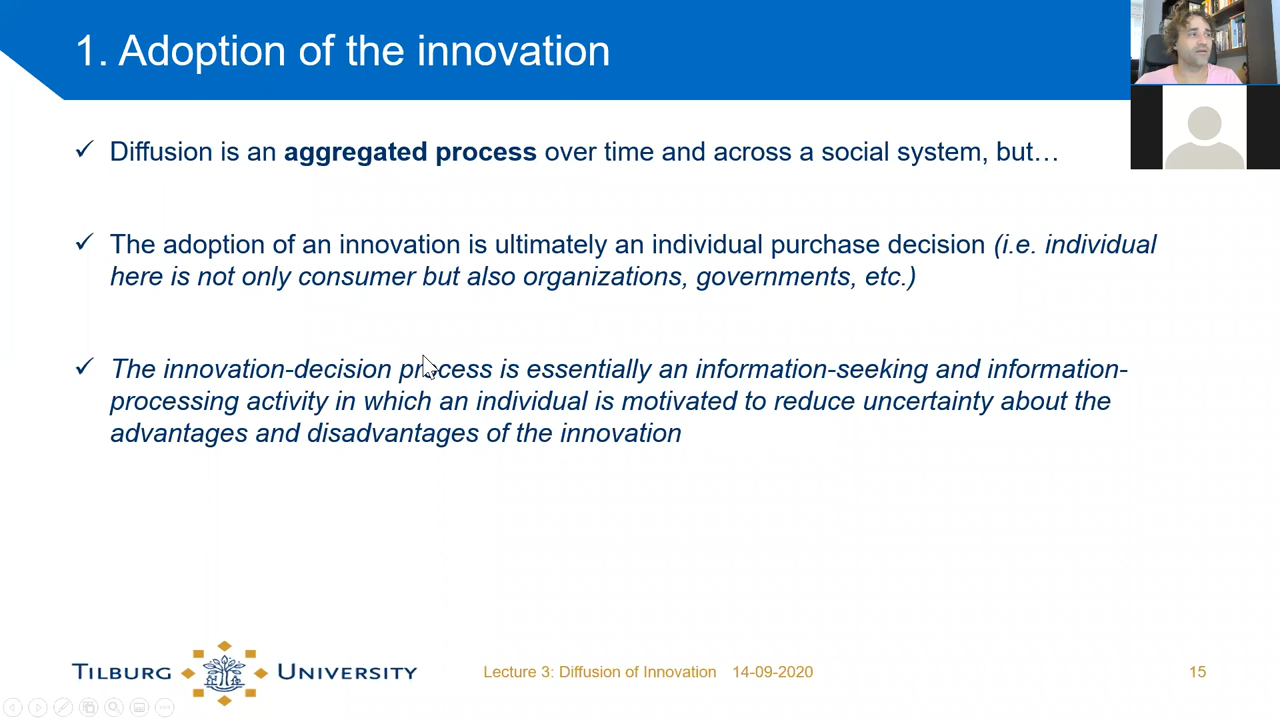 1. Adoption of the innovation
✓ Diffusion is an aggregated process over time and across a social system, but…
✓ The adoption of an innovation is ultimately an individual purchase decision (i.e. individual
here is not only consumer but also organizations, governments, etc.)
✓ The innovation-decision process is essentially an information-seeking and information-
processing activity in which an individual is motivated to reduce uncertainty about the
advantages and disadvantages of the innovation
TILBURG UNIVERSITY
Lecture 3: Diffusion of Innovation 14-09-2020
15